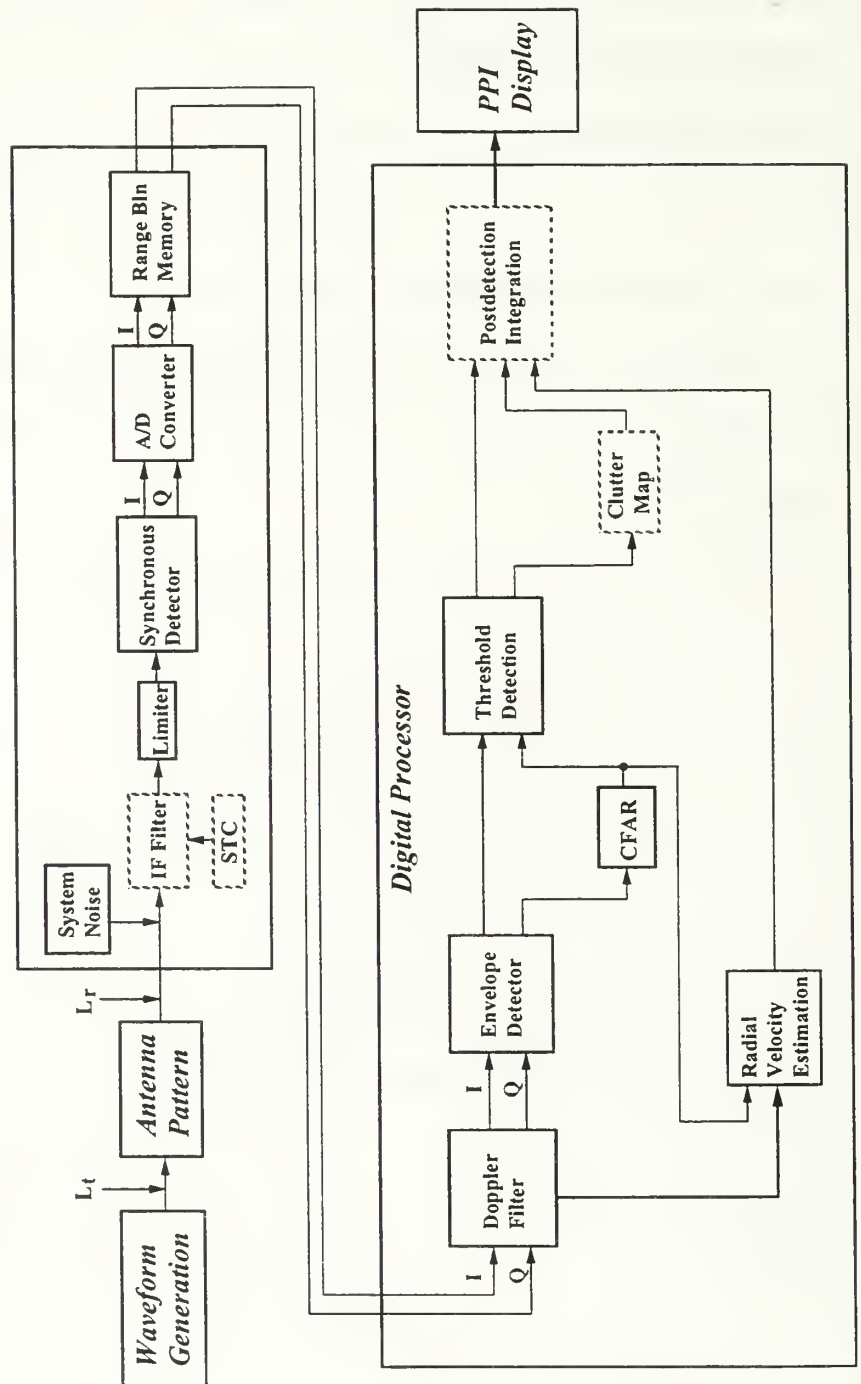 Waveform
Generation
Lt
Antenna
Pattern
Lr
System
Noise
IF Filter
STC
Limiter
Synchronous
Detector
I
Q
A/D
Converter
I
Q
Range Bin
Memory
Digital Processor
I
Q
Doppler
Filter
I
Q
Envelope
Detector
CFAR
Radial
Velocity
Estimation
Threshold
Detection
Clutter
Map
Postdetection
Integration
PPI
Display